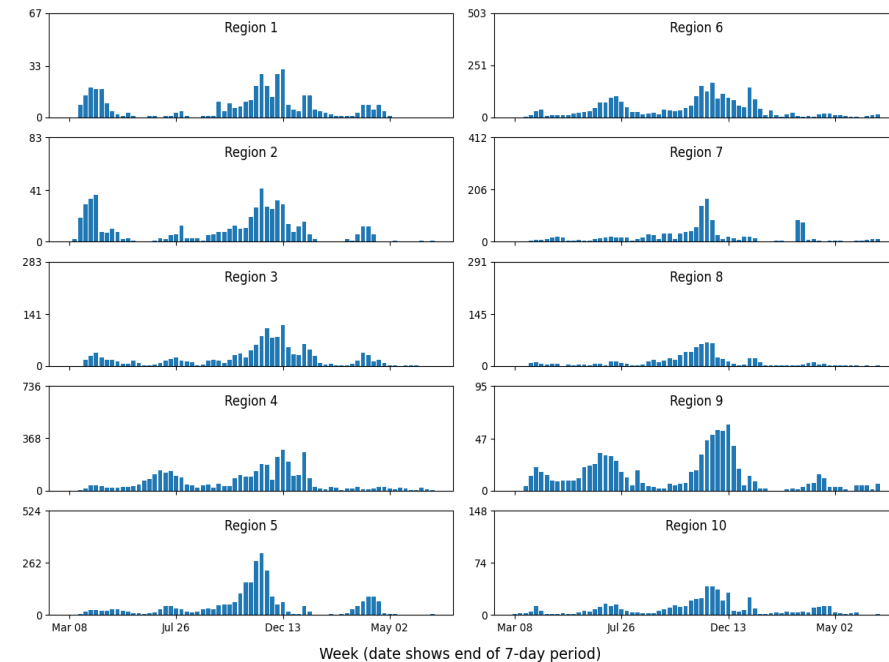 67
33
0
Region 1
503
251
0
Region 6
83
41
0
Region 2
412
206
0
Region 7
283
141
0
Region 3
291
145
0
Region 8
736
368
0
Region 4
95
47
0
Region 9
524
262
0
Region 5
148
74
0
Region 10
Mar 08 Jul 26 Dec 13 May 02
Mar 08 Jul 26 Dec 13 May 02
Week (date shows end of 7-day period)